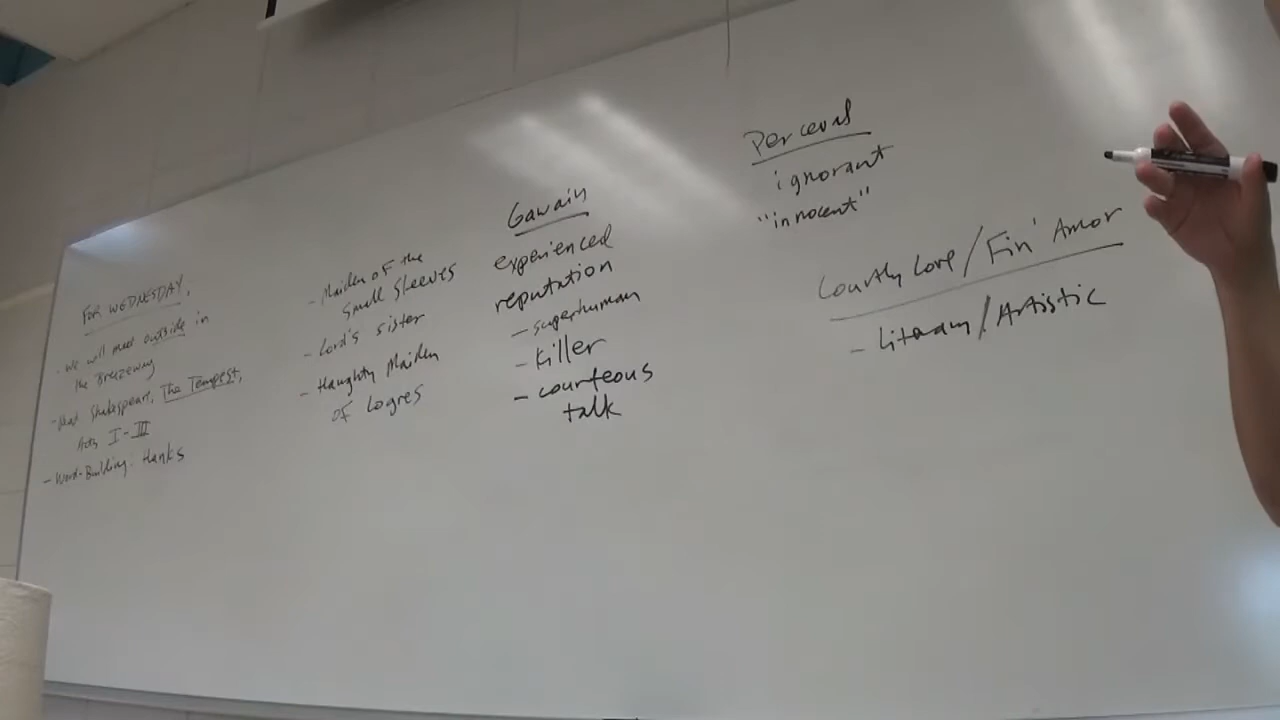 FOR WEDNESDAY,
- We will meet outside in
the Breezeway
- Read Shakespeare, The Tempest,
Acts I-III
- Word-Building: Hanks
- Maiden of the
Small Sleeves
- Lord's sister
- Haughty Maiden
of Logres
Gawain
experienced
reputation
- superhuman
- killer
- courteous
talk
Perceval
ignorant
"innocent"
Courtly Love/Fin' Amor
- Literary/Artistic